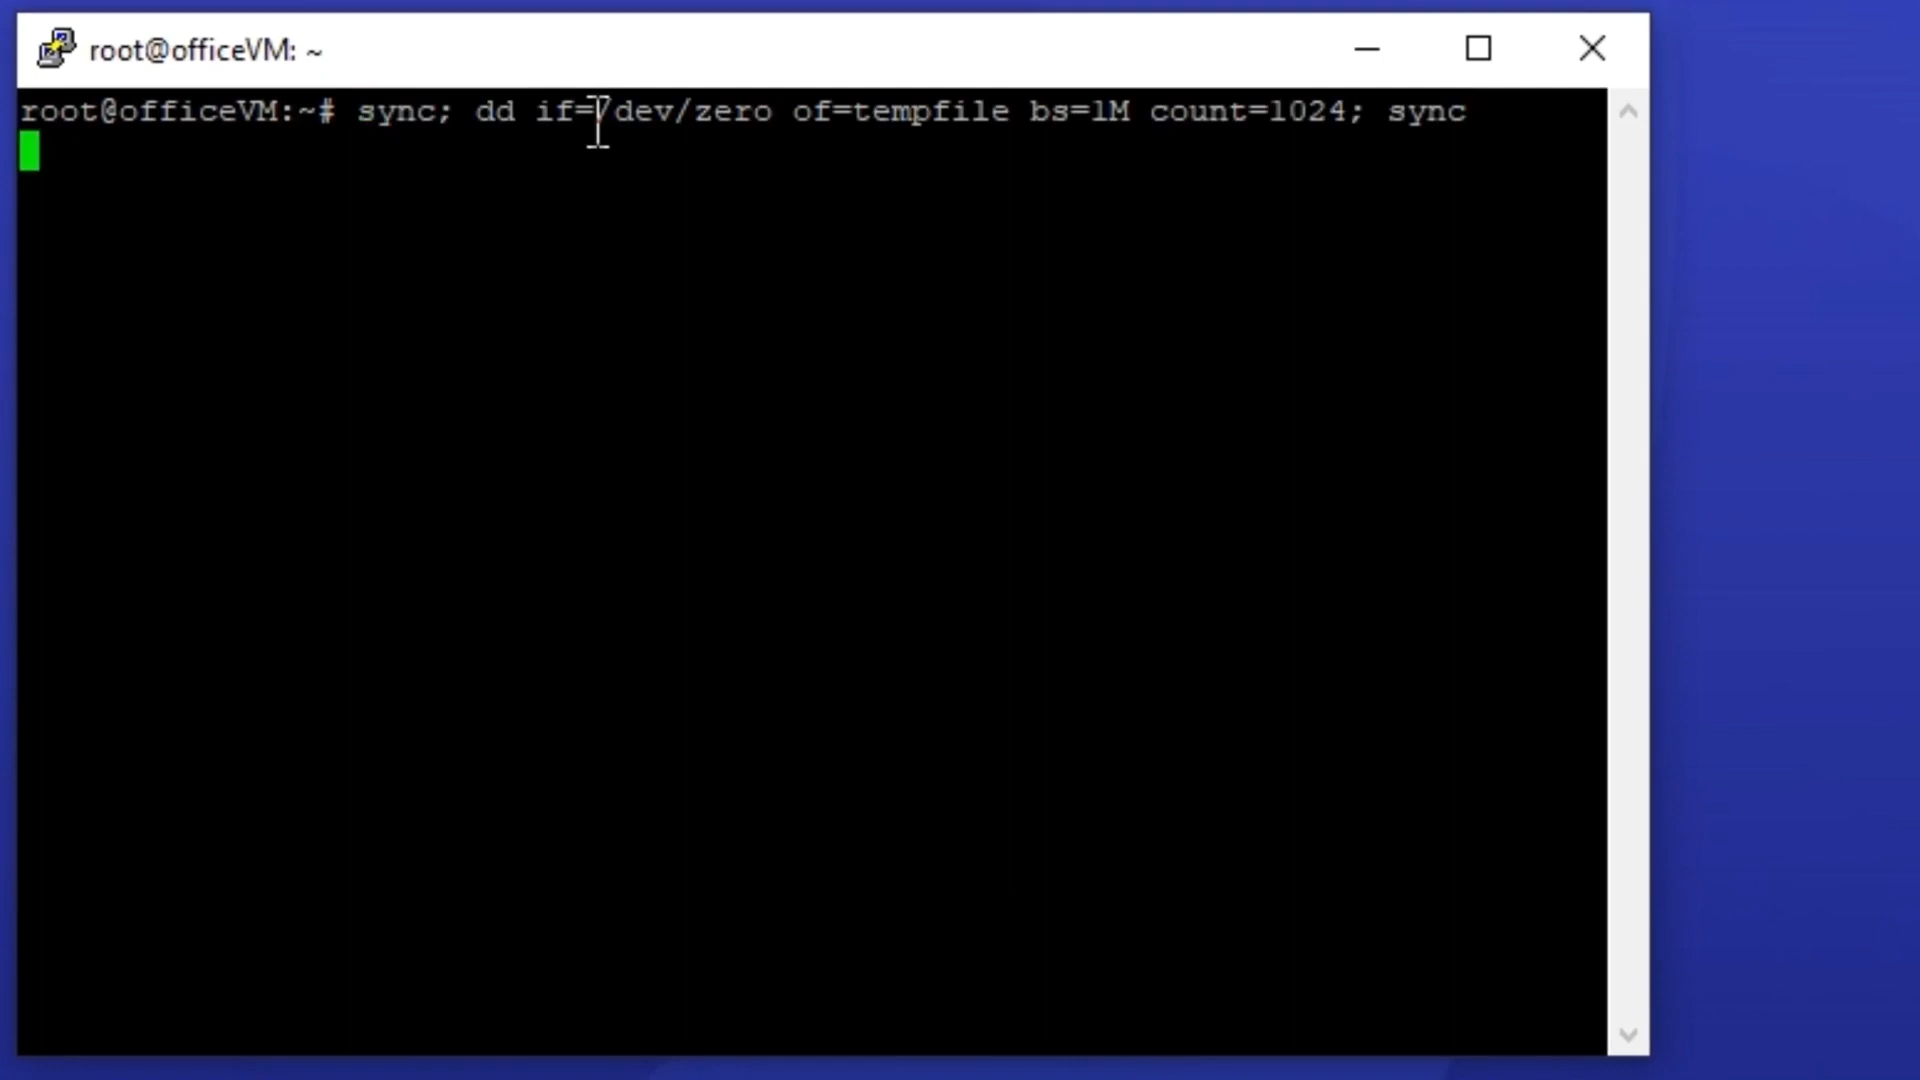 root@officeVM: ~
root@officeVM:~# sync; dd if=/dev/zero of=tempfile bs=1M count=1024; sync